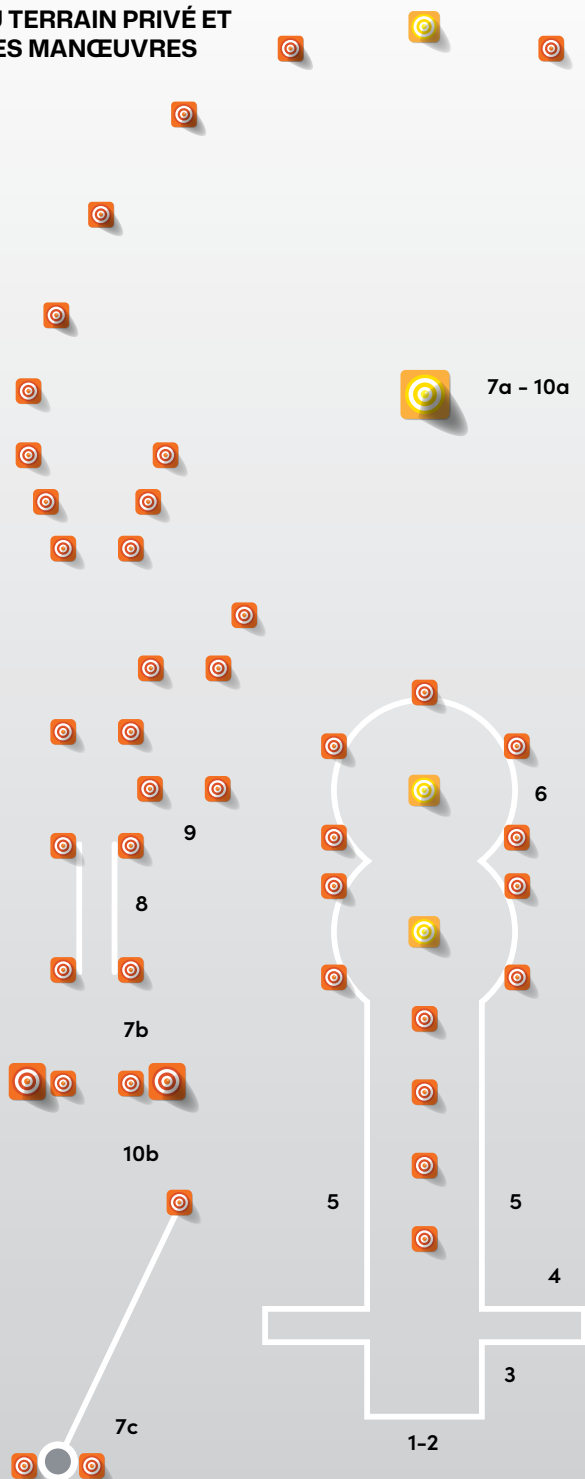 U TERRAIN PRIVÉ ET
ES MANŒUVRES
7a - 10a
6
9
8
7b
10b
5
5
4
3
7c
1-2